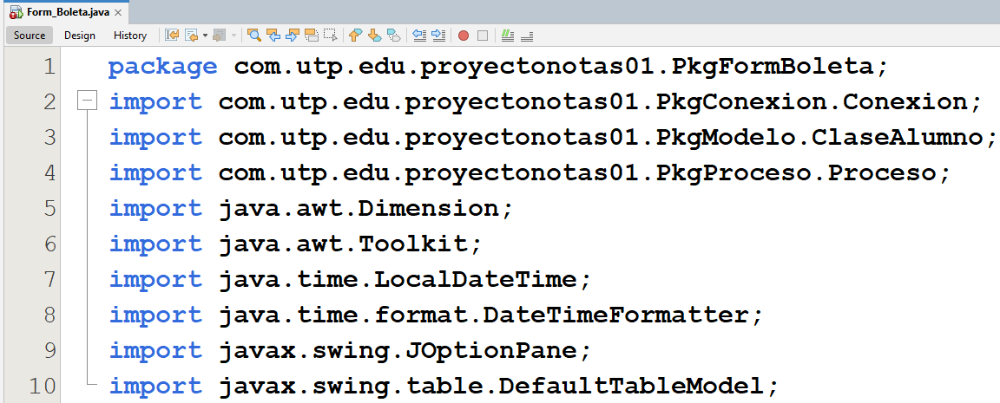 Form_Boleta.java
Source Design History
1 package com.utp.edu.proyectonotas01.PkgFormBoleta;
2 import com.utp.edu.proyectonotas01.PkgConexion.Conexion;
3 import com.utp.edu.proyectonotas01.PkgModelo.ClaseAlumno;
4 import com.utp.edu.proyectonotas01.PkgProceso.Proceso;
5 import java.awt.Dimension;
6 import java.awt.Toolkit;
7 import java.time.LocalDateTime;
8 import java.time.format.DateTimeFormatter;
9 import javax.swing.JOptionPane;
10 import javax.swing.table.DefaultTableModel;